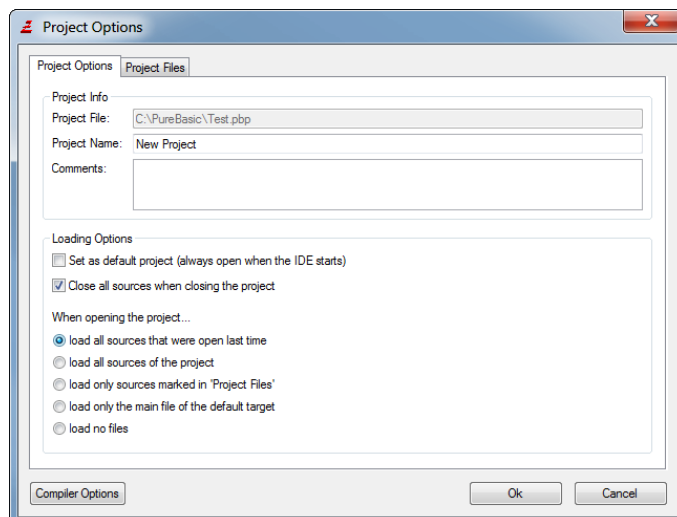 Project Options
Project Options Project Files
Project Info
Project File: C:\PureBasic\Test.pbp
Project Name: New Project
Comments:
Loading Options
Set as default project (always open when the IDE starts)
Close all sources when closing the project
When opening the project...
load all sources that were open last time
load all sources of the project
load only sources marked in 'Project Files'
load only the main file of the default target
load no files
Compiler Options Ok Cancel